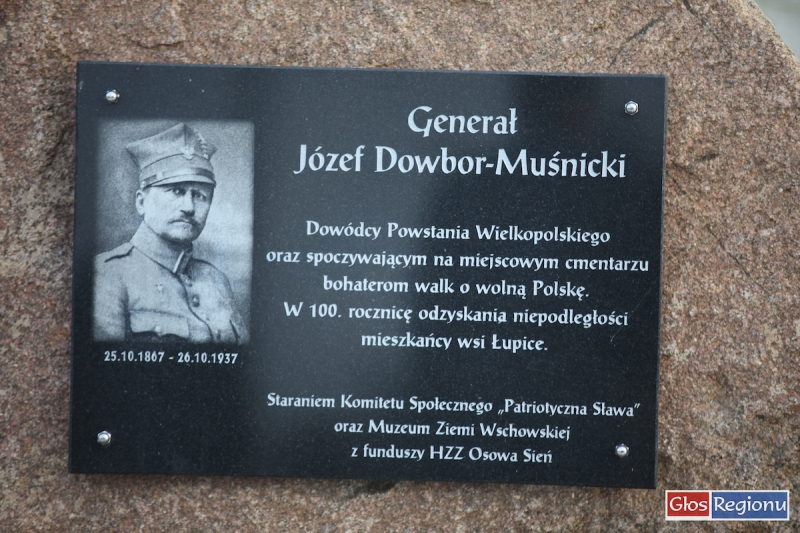 Generał
Józef Dowbor-Muśnicki
Dowódcy Powstania Wielkopolskiego
oraz spoczywającym na miejscowym cmentarzu
bohaterom walk o wolną Polskę.
W 100. rocznicę odzyskania niepodległości
mieszkańcy wsi Łupice.
25.10.1867 - 26.10.1937
Staraniem Komitetu Społecznego „Patriotyczna Sława”
oraz Muzeum Ziemi Wschowskiej
z funduszy HZZ Osowa Sień
Głos Regionu